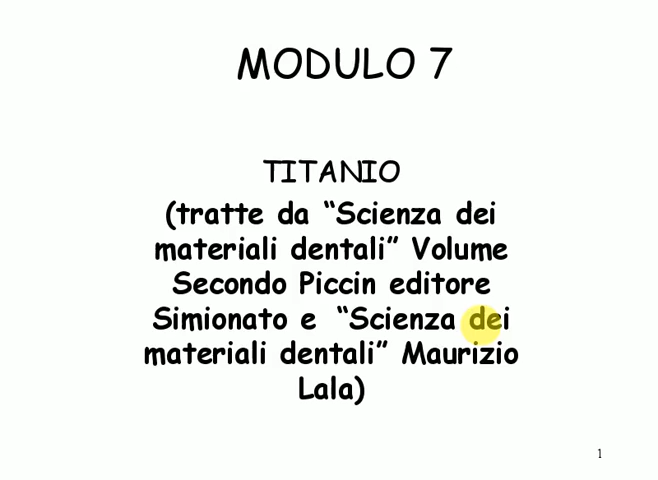 MODULO 7
TITANIO
(tratte da “Scienza dei
materiali dentali” Volume
Secondo Piccin editore
Simionato e “Scienza dei
materiali dentali” Maurizio
Lala)
1